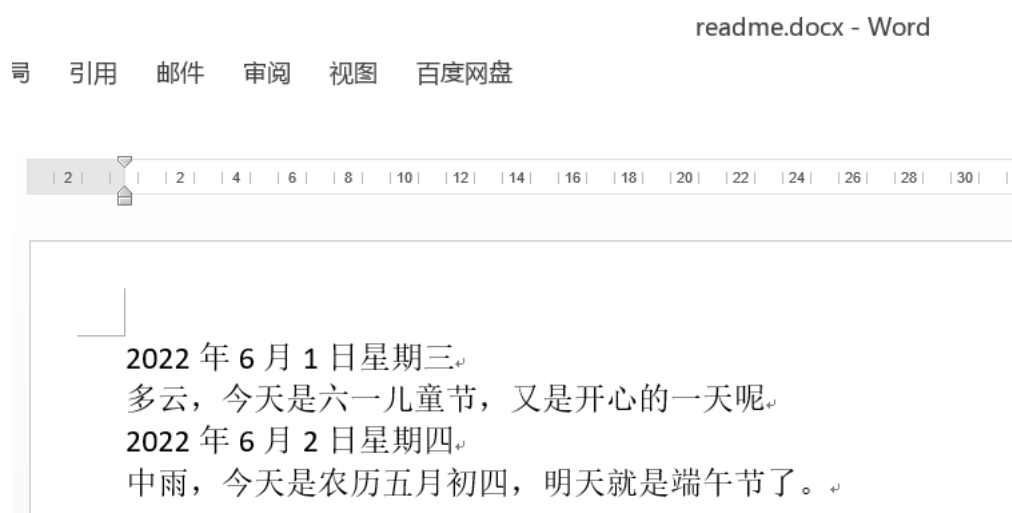 readme.docx - Word
局 引用 邮件 审阅 视图 百度网盘
2 2 4 6 8 10 12 14 16 18 20 22 24 26 28 30
2022 年 6 月 1 日星期三
多云，今天是六一儿童节，又是开心的一天呢
2022 年 6 月 2 日星期四
中雨，今天是农历五月初四，明天就是端午节了。